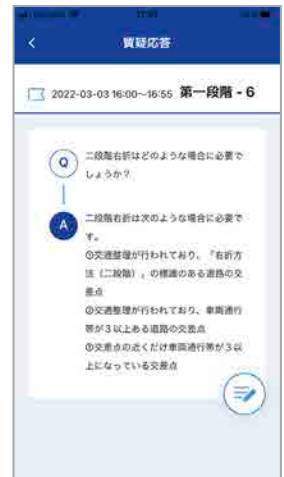 質疑応答
2022-03-03 16:00～16:55 第一段階 - 6
Q
二段階右折はどのような場合に必要で
しょうか?
A
二段階右折は次のような場合に必要で
す。
①交通整理が行われており、「右折方
法（二段階）」の標識のある道路の交
差点
②交通整理が行われており、車両通行
帯が３以上ある道路の交差点
③交差点の近くだけ車両通行帯が３以
上になっている交差点